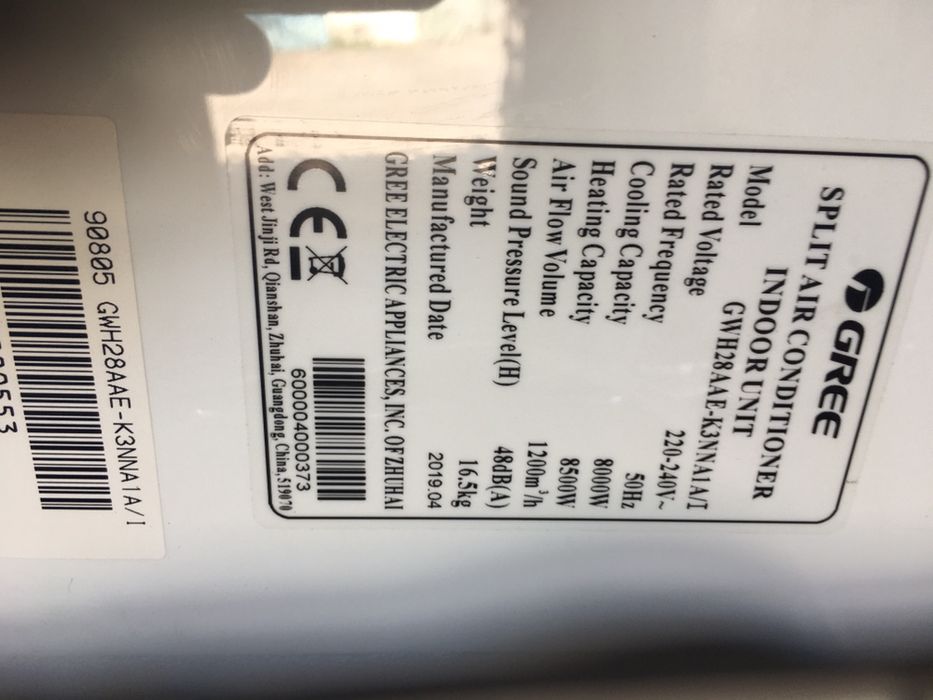 GREE
SPLIT AIR CONDITIONER
INDOOR UNIT
Model GWH28AAE-K3NNA1A/I
Rated Voltage 220-240V~
Rated Frequency 50Hz
Cooling Capacity 8000W
Heating Capacity 8500W
Air Flow Volume 1200m³/h
Sound Pressure Level(H) 48dB(A)
Weight 16.5kg
Manufactured Date 2019.04
GREE ELECTRIC APPLIANCES, INC. OF ZHUHAI
CE
600004000373
Add: West Jinji Rd, Qianshan, Zhuhai, Guangdong, China, 519070
90805 GWH28AAE-K3NNA1A/I